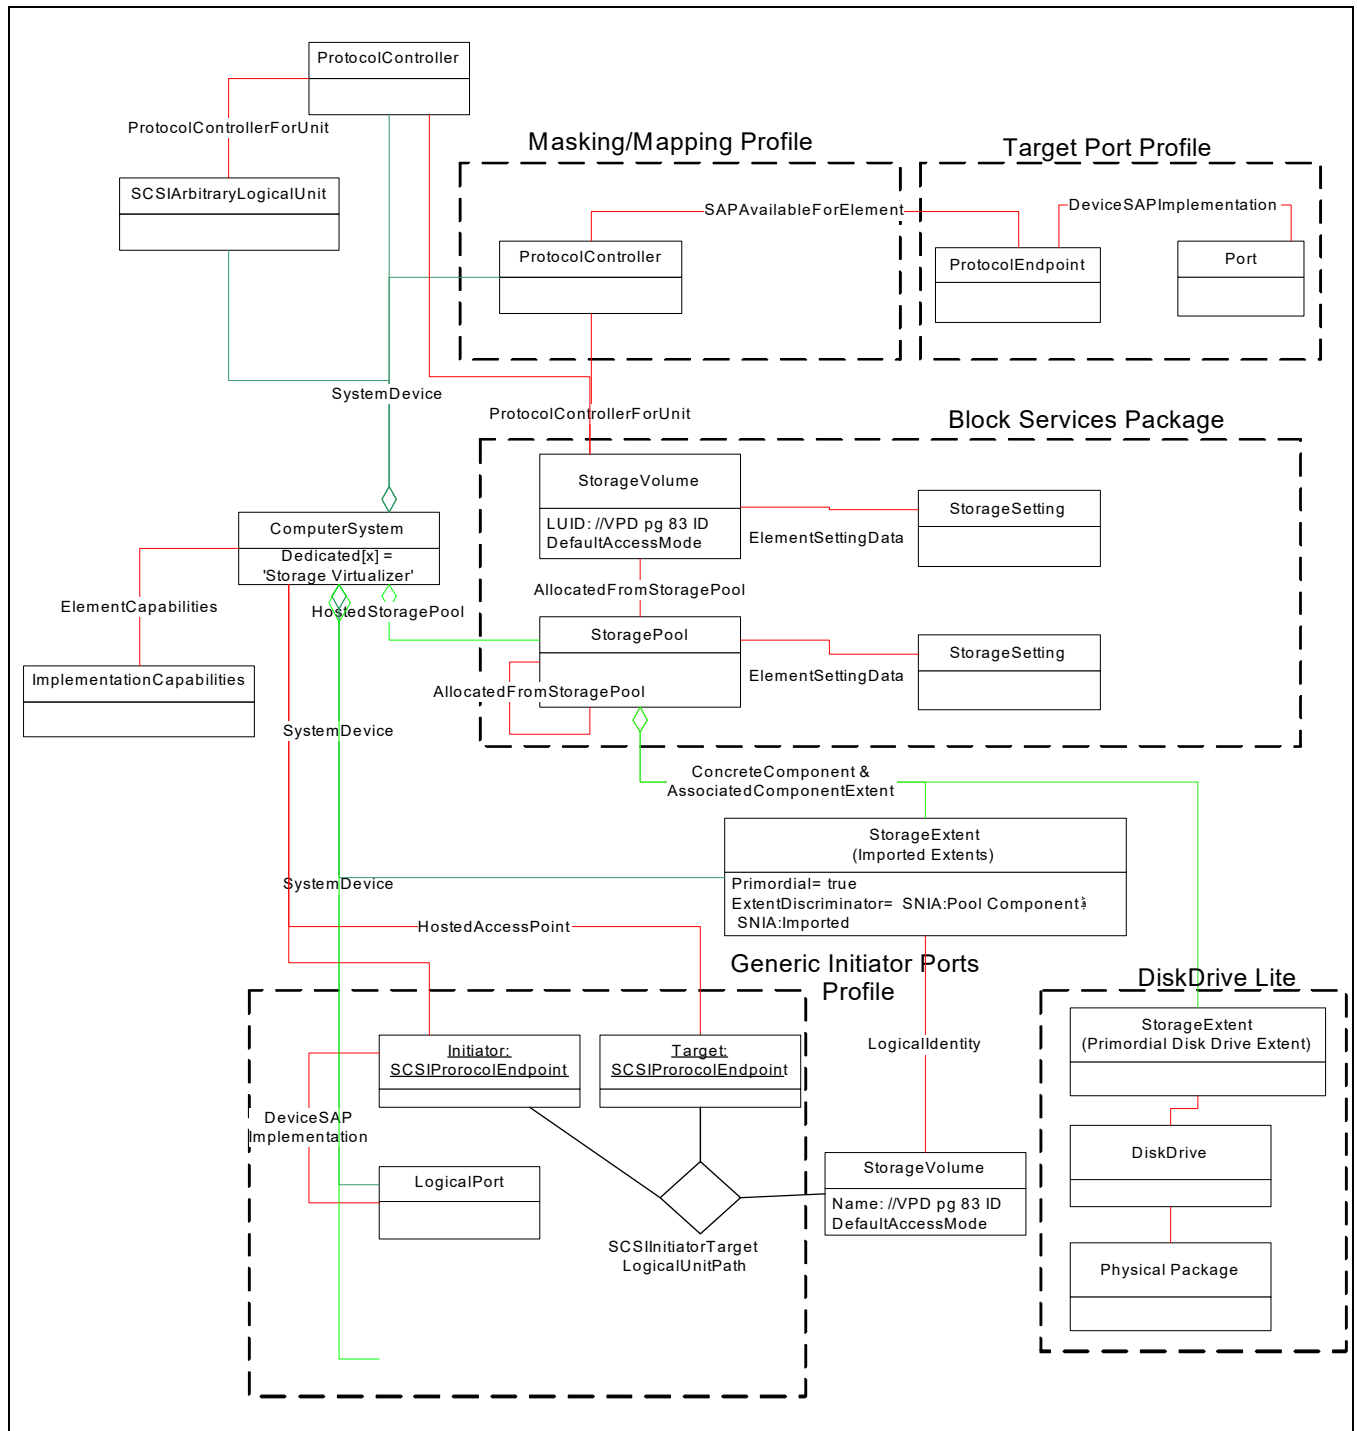 ProtocolController
ProtocolControllerForUnit
SCSIArbitraryLogicalUnit
Masking/Mapping Profile
Target Port Profile
SAPAvailableForElement
DeviceSAPImplementation
ProtocolController
ProtocolEndpoint
Port
SystemDevice
ProtocolControllerForUnit
Block Services Package
StorageVolume
LUID: //VPD pg 83 ID
DefaultAccessMode
ElementSettingData
StorageSetting
ComputerSystem
Dedicated[x] =
'Storage Virtualizer'
ElementCapabilities
HostedStoragePool
AllocatedFromStoragePool
StoragePool
ElementSettingData
StorageSetting
AllocatedFromStoragePool
ImplementationCapabilities
SystemDevice
ConcreteComponent &
AssociatedComponentExtent
StorageExtent
(Imported Extents)
Primordial= true
ExtentDiscriminator= SNIA:Pool Component
SNIA:Imported
SystemDevice
HostedAccessPoint
Generic Initiator Ports
Profile
DiskDrive Lite
Initiator:
SCSIProrocolEndpoint
Target:
SCSIProrocolEndpoint
LogicalIdentity
StorageExtent
(Primordial Disk Drive Extent)
DeviceSAP
Implementation
LogicalPort
StorageVolume
Name: //VPD pg 83 ID
DefaultAccessMode
DiskDrive
SCSIInitiatorTarget
LogicalUnitPath
Physical Package